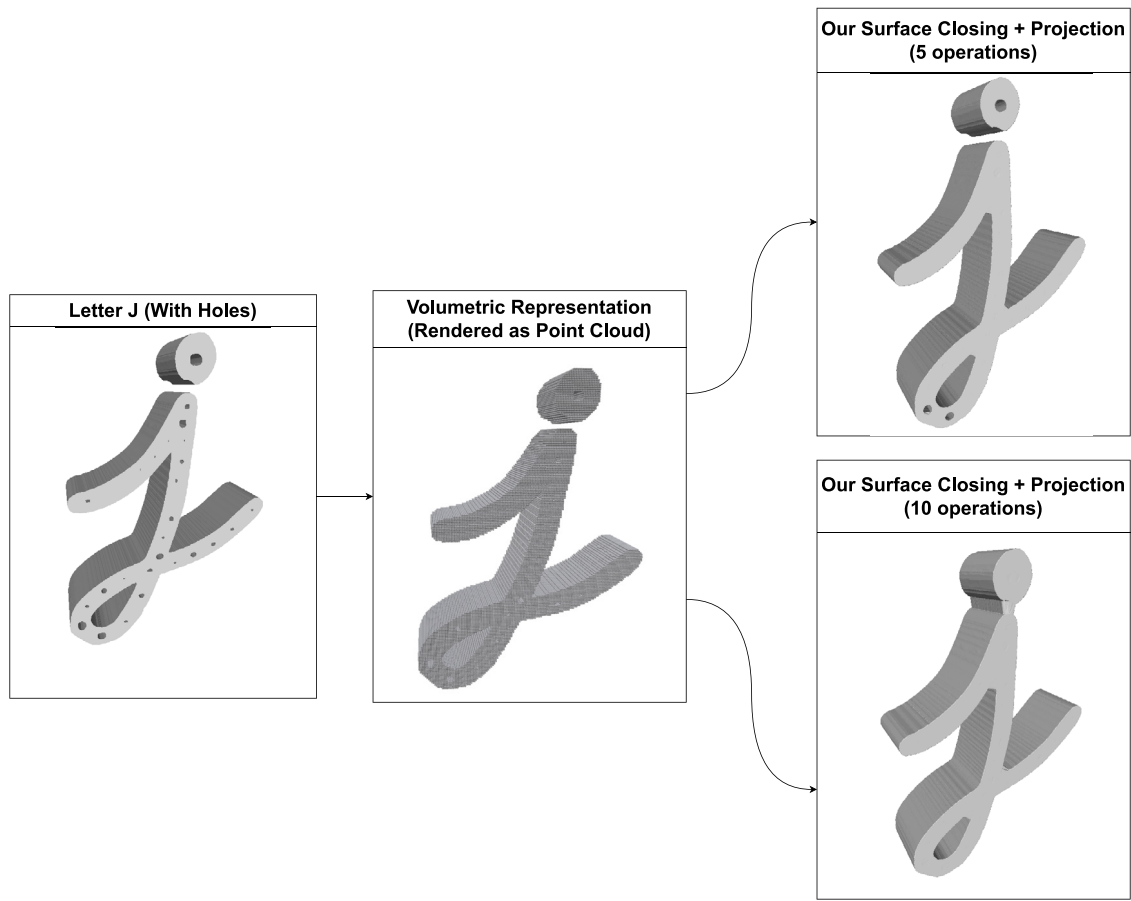 Letter J (With Holes)
Volumetric Representation
(Rendered as Point Cloud)
Our Surface Closing + Projection
(5 operations)
Our Surface Closing + Projection
(10 operations)